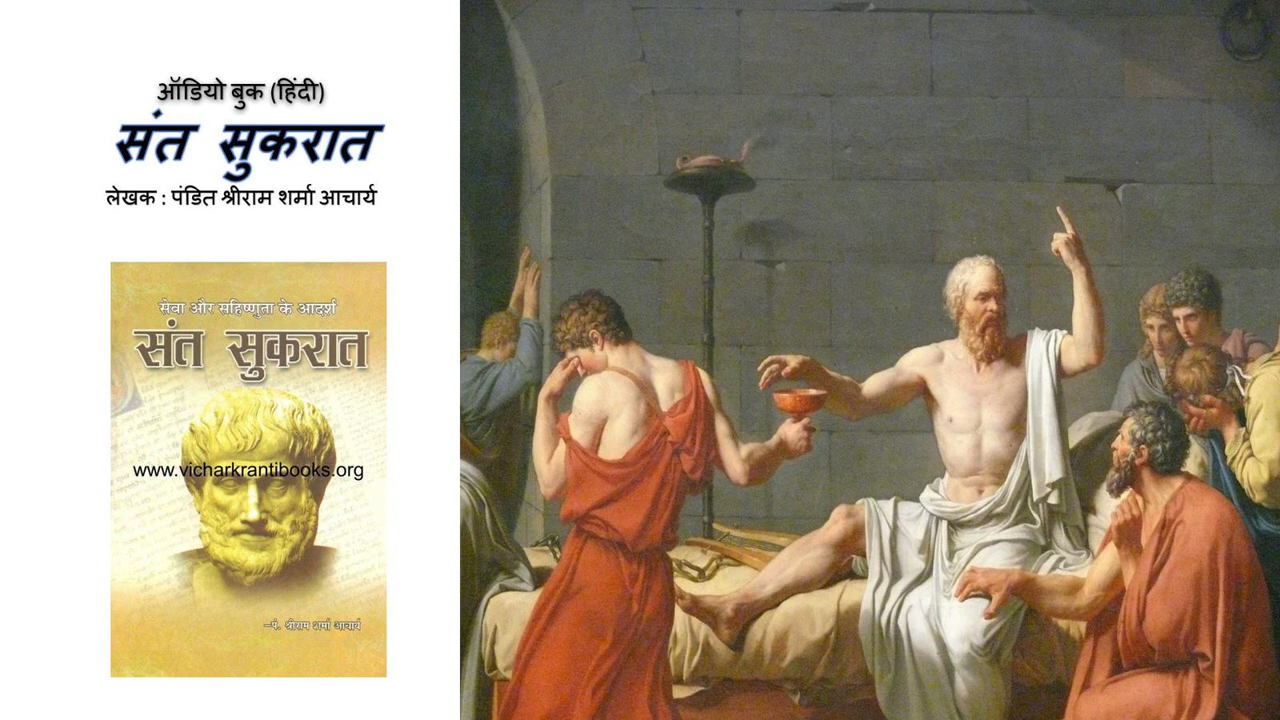 ऑडियो बुक (हिंदी)
संत सुकरात
लेखक : पंडित श्रीराम शर्मा आचार्य
सेवा और सहिष्णुता के आदर्श
संत सुकरात
www.vicharkrantibooks.org
–पं. श्रीराम शर्मा आचार्य